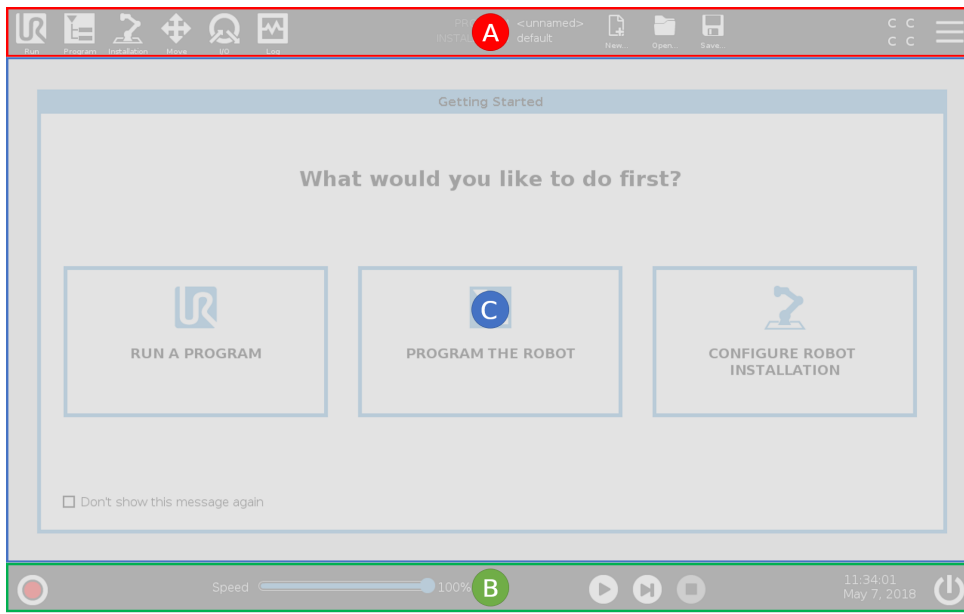 Run Program Installation Move I/O Log
PR <unnamed>
INSTA default
New... Open... Save...
A
C C
C C
Getting Started
What would you like to do first?
C
RUN A PROGRAM
PROGRAM THE ROBOT
CONFIGURE ROBOT
INSTALLATION
Don't show this message again
Speed
100%
B
11:34:01
May 7, 2018